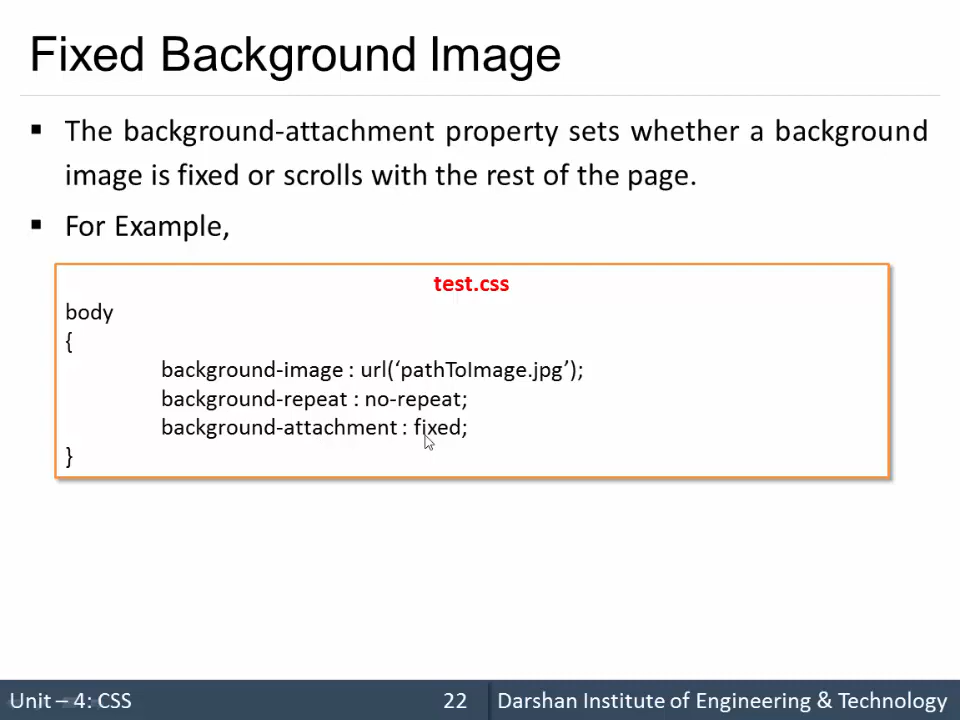 Fixed Background Image
▪ The background-attachment property sets whether a background
image is fixed or scrolls with the rest of the page.
▪ For Example,
test.css
body
{
background-image : url(‘pathToImage.jpg’);
background-repeat : no-repeat;
background-attachment : fixed;
}
Unit – 4: CSS 22 Darshan Institute of Engineering & Technology